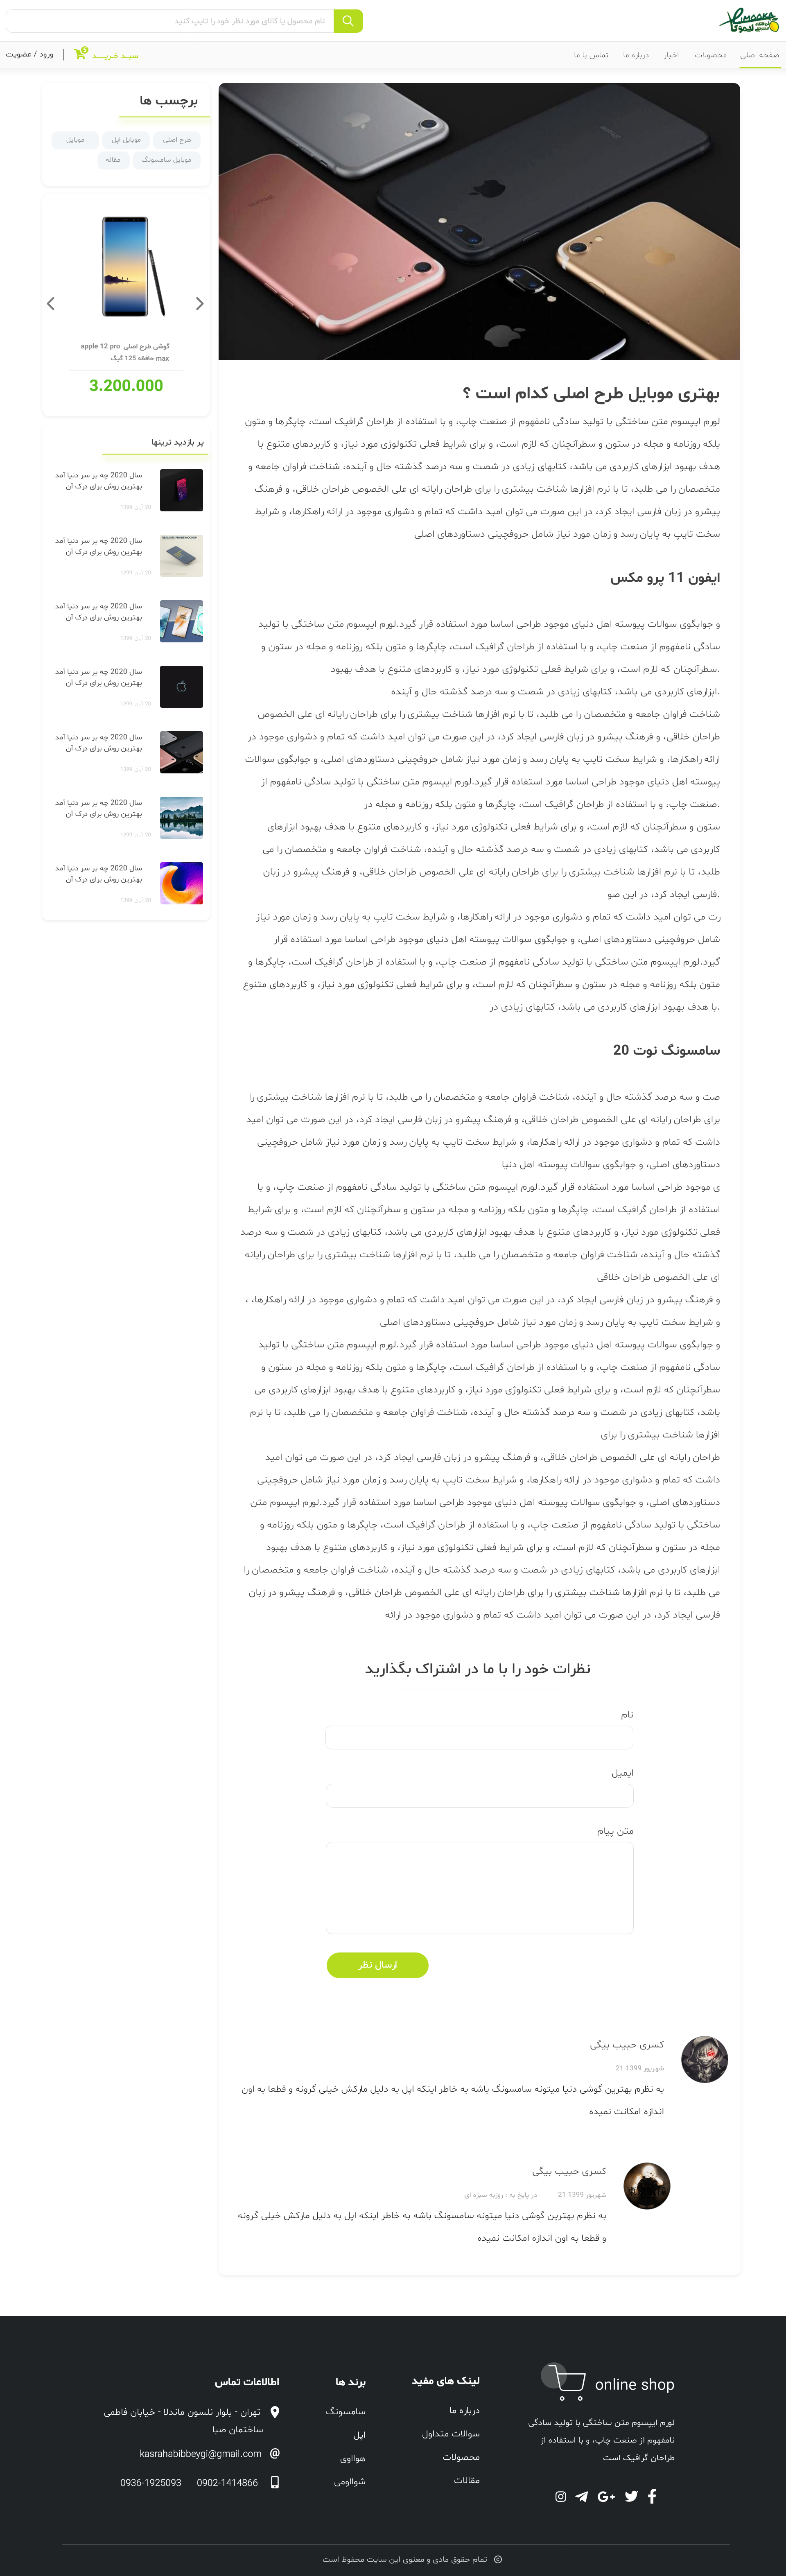 LIMOOKA
فروشگاه لیموکا
نام محصول یا کالای مورد نظر خود را تایپ کنید
صفحه اصلی
محصولات
اخبار
درباره ما
تماس با ما
سبــد خـریـــــد
ورود / عضویت
بهتری موبایل طرح اصلی کدام است ؟
لورم ایپسوم متن ساختگی با تولید سادگی نامفهوم از صنعت چاپ، و با استفاده از طراحان گرافیک است، چاپگرها و متون
بلکه روزنامه و مجله در ستون و سطرآنچنان که لازم است، و برای شرایط فعلی تکنولوژی مورد نیاز، و کاربردهای متنوع با
هدف بهبود ابزارهای کاربردی می باشد، کتابهای زیادی در شصت و سه درصد گذشته حال و آینده، شناخت فراوان جامعه و
متخصصان را می طلبد، تا با نرم افزارها شناخت بیشتری را برای طراحان رایانه ای علی الخصوص طراحان خلاقی، و فرهنگ
پیشرو در زبان فارسی ایجاد کرد، در این صورت می توان امید داشت که تمام و دشواری موجود در ارائه راهکارها، و شرایط
سخت تایپ به پایان رسد و زمان مورد نیاز شامل حروفچینی دستاوردهای اصلی
ایفون 11 پرو مکس
و جوابگوی سوالات پیوسته اهل دنیای موجود طراحی اساسا مورد استفاده قرار گیرد.لورم ایپسوم متن ساختگی با تولید
سادگی نامفهوم از صنعت چاپ، و با استفاده از طراحان گرافیک است، چاپگرها و متون بلکه روزنامه و مجله در ستون و
.سطرآنچنان که لازم است، و برای شرایط فعلی تکنولوژی مورد نیاز، و کاربردهای متنوع با هدف بهبود
.ابزارهای کاربردی می باشد، کتابهای زیادی در شصت و سه درصد گذشته حال و آینده
شناخت فراوان جامعه و متخصصان را می طلبد، تا با نرم افزارها شناخت بیشتری را برای طراحان رایانه ای علی الخصوص
طراحان خلاقی، و فرهنگ پیشرو در زبان فارسی ایجاد کرد، در این صورت می توان امید داشت که تمام و دشواری موجود در
ارائه راهکارها، و شرایط سخت تایپ به پایان رسد و زمان مورد نیاز شامل حروفچینی دستاوردهای اصلی، و جوابگوی سوالات
پیوسته اهل دنیای موجود طراحی اساسا مورد استفاده قرار گیرد.لورم ایپسوم متن ساختگی با تولید سادگی نامفهوم از
.صنعت چاپ، و با استفاده از طراحان گرافیک است، چاپگرها و متون بلکه روزنامه و مجله در
ستون و سطرآنچنان که لازم است، و برای شرایط فعلی تکنولوژی مورد نیاز، و کاربردهای متنوع با هدف بهبود ابزارهای
کاربردی می باشد، کتابهای زیادی در شصت و سه درصد گذشته حال و آینده، شناخت فراوان جامعه و متخصصان را می
طلبد، تا با نرم افزارها شناخت بیشتری را برای طراحان رایانه ای علی الخصوص طراحان خلاقی، و فرهنگ پیشرو در زبان
.فارسی ایجاد کرد، در این صو
رت می توان امید داشت که تمام و دشواری موجود در ارائه راهکارها، و شرایط سخت تایپ به پایان رسد و زمان مورد نیاز
شامل حروفچینی دستاوردهای اصلی، و جوابگوی سوالات پیوسته اهل دنیای موجود طراحی اساسا مورد استفاده قرار
گیرد.لورم ایپسوم متن ساختگی با تولید سادگی نامفهوم از صنعت چاپ، و با استفاده از طراحان گرافیک است، چاپگرها و
متون بلکه روزنامه و مجله در ستون و سطرآنچنان که لازم است، و برای شرایط فعلی تکنولوژی مورد نیاز، و کاربردهای متنوع
.با هدف بهبود ابزارهای کاربردی می باشد، کتابهای زیادی در
سامسونگ نوت 20
صت و سه درصد گذشته حال و آینده، شناخت فراوان جامعه و متخصصان را می طلبد، تا با نرم افزارها شناخت بیشتری را
برای طراحان رایانه ای علی الخصوص طراحان خلاقی، و فرهنگ پیشرو در زبان فارسی ایجاد کرد، در این صورت می توان امید
داشت که تمام و دشواری موجود در ارائه راهکارها، و شرایط سخت تایپ به پایان رسد و زمان مورد نیاز شامل حروفچینی
دستاوردهای اصلی، و جوابگوی سوالات پیوسته اهل دنیا
ی موجود طراحی اساسا مورد استفاده قرار گیرد.لورم ایپسوم متن ساختگی با تولید سادگی نامفهوم از صنعت چاپ، و با
استفاده از طراحان گرافیک است، چاپگرها و متون بلکه روزنامه و مجله در ستون و سطرآنچنان که لازم است، و برای شرایط
فعلی تکنولوژی مورد نیاز، و کاربردهای متنوع با هدف بهبود ابزارهای کاربردی می باشد، کتابهای زیادی در شصت و سه درصد
گذشته حال و آینده، شناخت فراوان جامعه و متخصصان را می طلبد، تا با نرم افزارها شناخت بیشتری را برای طراحان رایانه
ای علی الخصوص طراحان خلاقی
و فرهنگ پیشرو در زبان فارسی ایجاد کرد، در این صورت می توان امید داشت که تمام و دشواری موجود در ارائه راهکارها، ،
و شرایط سخت تایپ به پایان رسد و زمان مورد نیاز شامل حروفچینی دستاوردهای اصلی
و جوابگوی سوالات پیوسته اهل دنیای موجود طراحی اساسا مورد استفاده قرار گیرد.لورم ایپسوم متن ساختگی با تولید
سادگی نامفهوم از صنعت چاپ، و با استفاده از طراحان گرافیک است، چاپگرها و متون بلکه روزنامه و مجله در ستون و
سطرآنچنان که لازم است، و برای شرایط فعلی تکنولوژی مورد نیاز، و کاربردهای متنوع با هدف بهبود ابزارهای کاربردی می
باشد، کتابهای زیادی در شصت و سه درصد گذشته حال و آینده، شناخت فراوان جامعه و متخصصان را می طلبد، تا با نرم
افزارها شناخت بیشتری را برای
طراحان رایانه ای علی الخصوص طراحان خلاقی، و فرهنگ پیشرو در زبان فارسی ایجاد کرد، در این صورت می توان امید
داشت که تمام و دشواری موجود در ارائه راهکارها، و شرایط سخت تایپ به پایان رسد و زمان مورد نیاز شامل حروفچینی
دستاوردهای اصلی، و جوابگوی سوالات پیوسته اهل دنیای موجود طراحی اساسا مورد استفاده قرار گیرد.لورم ایپسوم متن
ساختگی با تولید سادگی نامفهوم از صنعت چاپ، و با استفاده از طراحان گرافیک است، چاپگرها و متون بلکه روزنامه و
مجله در ستون و سطرآنچنان که لازم است، و برای شرایط فعلی تکنولوژی مورد نیاز، و کاربردهای متنوع با هدف بهبود
ابزارهای کاربردی می باشد، کتابهای زیادی در شصت و سه درصد گذشته حال و آینده، شناخت فراوان جامعه و متخصصان را
می طلبد، تا با نرم افزارها شناخت بیشتری را برای طراحان رایانه ای علی الخصوص طراحان خلاقی، و فرهنگ پیشرو در زبان
فارسی ایجاد کرد، در این صورت می توان امید داشت که تمام و دشواری موجود در ارائه
نظرات خود را با ما در اشتراک بگذارید
نام
ایمیل
متن پیام
ارسال نظر
کسری حبیب بیگی
21 شهریور 1399
به نظرم بهترین گوشی دنیا میتونه سامسونگ باشه به خاطر اینکه اپل به دلیل مارکش خیلی گرونه و قطعا به اون
اندازه امکانت نمیده
کسری حبیب بیگی
21 شهریور 1399
در پابخ به : روزبه سبزه ای
به نظرم بهترین گوشی دنیا میتونه سامسونگ باشه به خاطر اینکه اپل به دلیل مارکش خیلی گرونه
و قطعا به اون اندازه امکانت نمیده
برچسب ها
طرح اصلی
موبایل اپل
موبایل
موبایل سامسونگ
مقاله
گوشی طرح اصلی apple 12 pro
max حافظه 125 گیگ
3.200.000
پر بازدید ترینها
سال 2020 چه بر سر دنیا آمد
بهترین روش برای درک آن
20 آبان 1399
سال 2020 چه بر سر دنیا آمد
بهترین روش برای درک آن
20 آبان 1399
سال 2020 چه بر سر دنیا آمد
بهترین روش برای درک آن
20 آبان 1399
سال 2020 چه بر سر دنیا آمد
بهترین روش برای درک آن
20 آبان 1399
سال 2020 چه بر سر دنیا آمد
بهترین روش برای درک آن
20 آبان 1399
سال 2020 چه بر سر دنیا آمد
بهترین روش برای درک آن
20 آبان 1399
سال 2020 چه بر سر دنیا آمد
بهترین روش برای درک آن
20 آبان 1399
online shop
لورم ایپسوم متن ساختگی با تولید سادگی
نامفهوم از صنعت چاپ، و با استفاده از
طراحان گرافیک است
لینک های مفید
درباره ما
سوالات متداول
محصولات
مقالات
برند ها
سامسونگ
اپل
هوااوی
شوااومی
اطلاعات تماس
تهران - بلوار نلسون ماندلا - خیابان فاطمی
ساختمان صبا
kasrahabibbeygi@gmail.com
0902-1414866 0936-1925093
© تمام حقوق مادی و معنوی این سایت محفوظ است